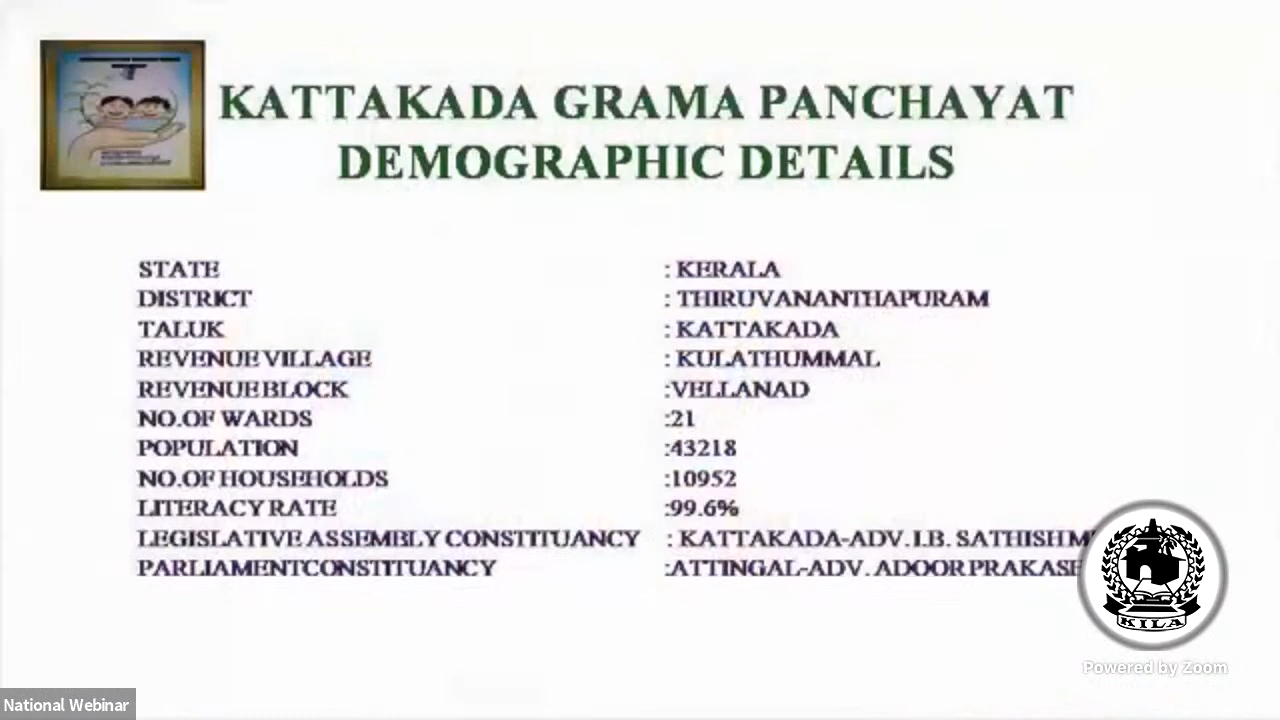 KATTAKADA GRAMA PANCHAYAT
DEMOGRAPHIC DETAILS
STATE : KERALA
DISTRICT : THIRUVANANTHAPURAM
TALUK : KATTAKADA
REVENUE VILLAGE : KULATHUMMAL
REVENUE BLOCK :VELLANAD
NO.OF WARDS :21
POPULATION :43218
NO.OF HOUSEHOLDS :10952
LITERACY RATE :99.6%
LEGISLATIVE ASSEMBLY CONSTITUANCY : KATTAKADA-ADV.I.B. SATHISH
PARLIAMENTCONSTITUANCY :ATTINGAL-ADV. ADOOR
KILA
Powered by Zoom
National Webinar